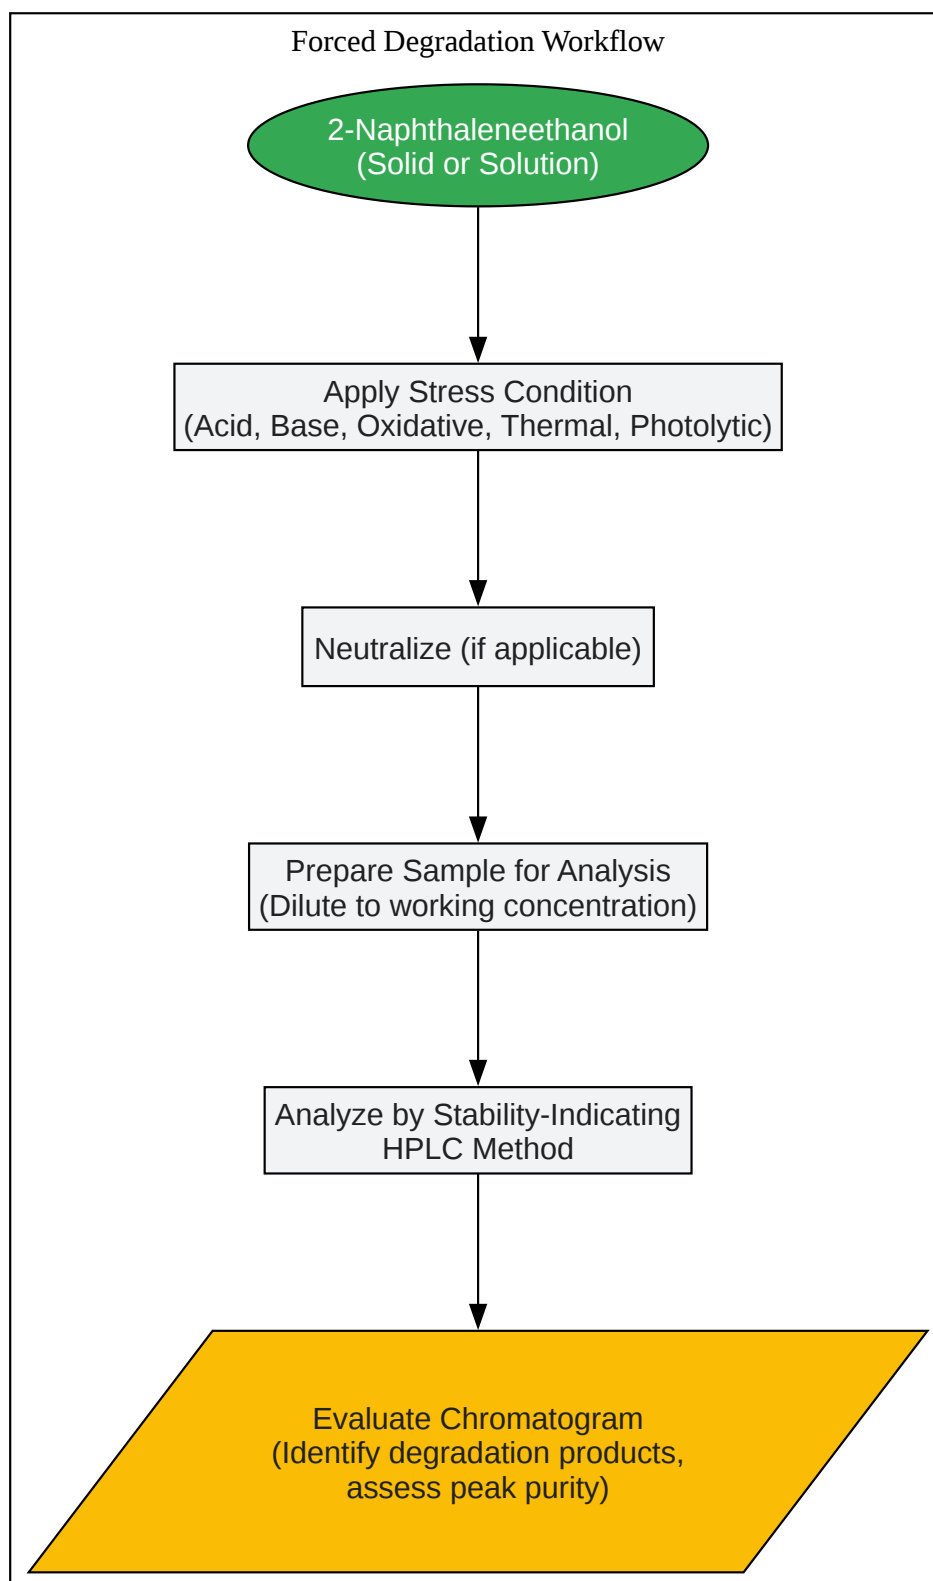 Forced Degradation Workflow
2-Naphthaleneethanol
(Solid or Solution)
Apply Stress Condition
(Acid, Base, Oxidative, Thermal, Photolytic)
Neutralize (if applicable)
Prepare Sample for Analysis
(Dilute to working concentration)
Analyze by Stability-Indicating
HPLC Method
Evaluate Chromatogram
(Identify degradation products,
assess peak purity)